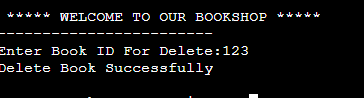 ***** WELCOME TO OUR BOOKSHOP *****
------------------------
Enter Book ID For Delete:123
Delete Book Successfully